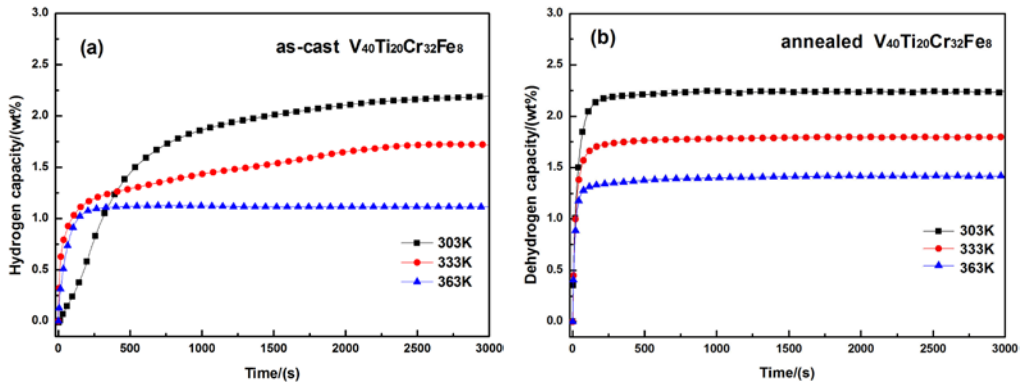 (a)
as-cast V40Ti20Cr32Fe8
Hydrogen capacity/(wt%)
3.0
2.5
2.0
1.5
1.0
0.5
0.0
303K
333K
363K
0 500 1000 1500 2000 2500 3000
Time/(s)
(b)
annealed V40Ti20Cr32Fe8
Dehydrogen capacity/(wt%)
3.0
2.5
2.0
1.5
1.0
0.5
0.0
303K
333K
363K
0 500 1000 1500 2000 2500 3000
Time/(s)